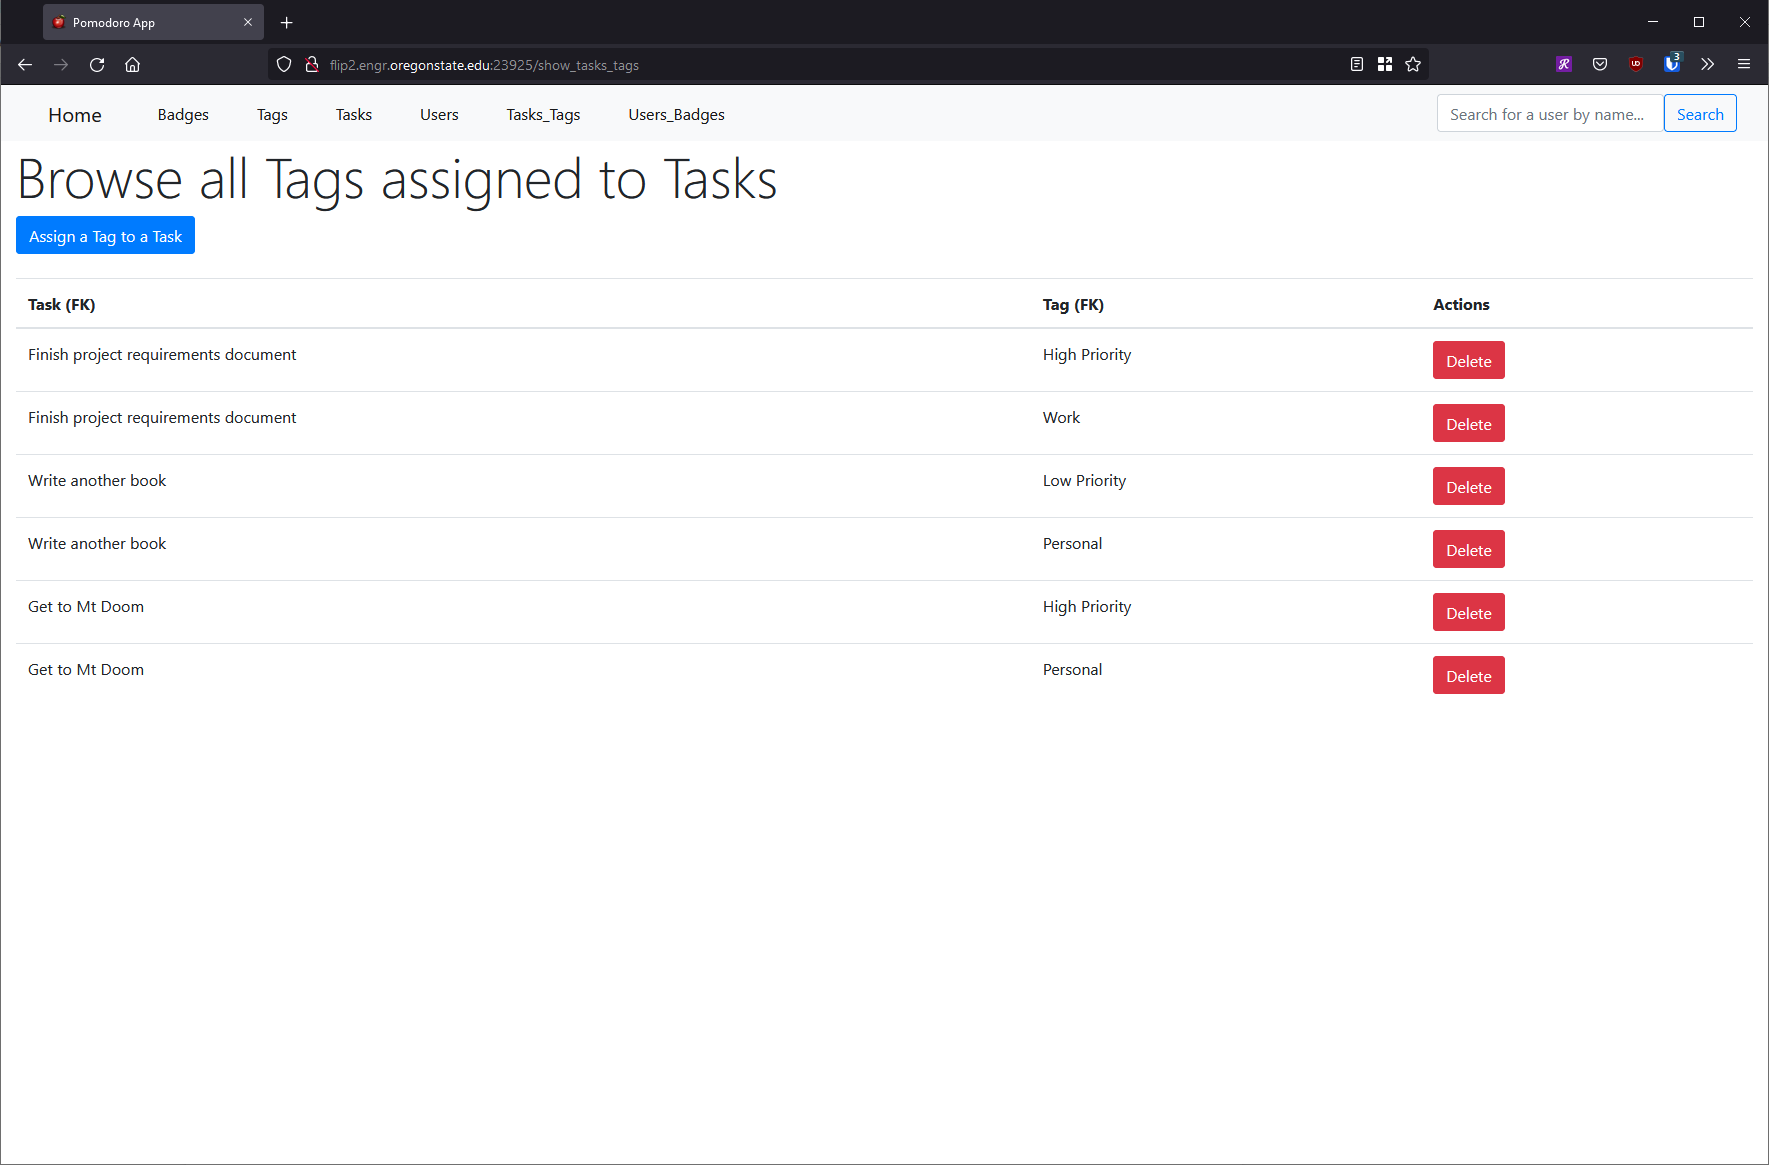 Pomodoro App
flip2.engr.oregonstate.edu:23925/show_tasks_tags
3
Home Badges Tags Tasks Users Tasks_Tags Users_Badges Search for a user by name... Search
Browse all Tags assigned to Tasks
Assign a Tag to a Task
Task (FK) Tag (FK) Actions
Finish project requirements document High Priority Delete
Finish project requirements document Work Delete
Write another book Low Priority Delete
Write another book Personal Delete
Get to Mt Doom High Priority Delete
Get to Mt Doom Personal Delete